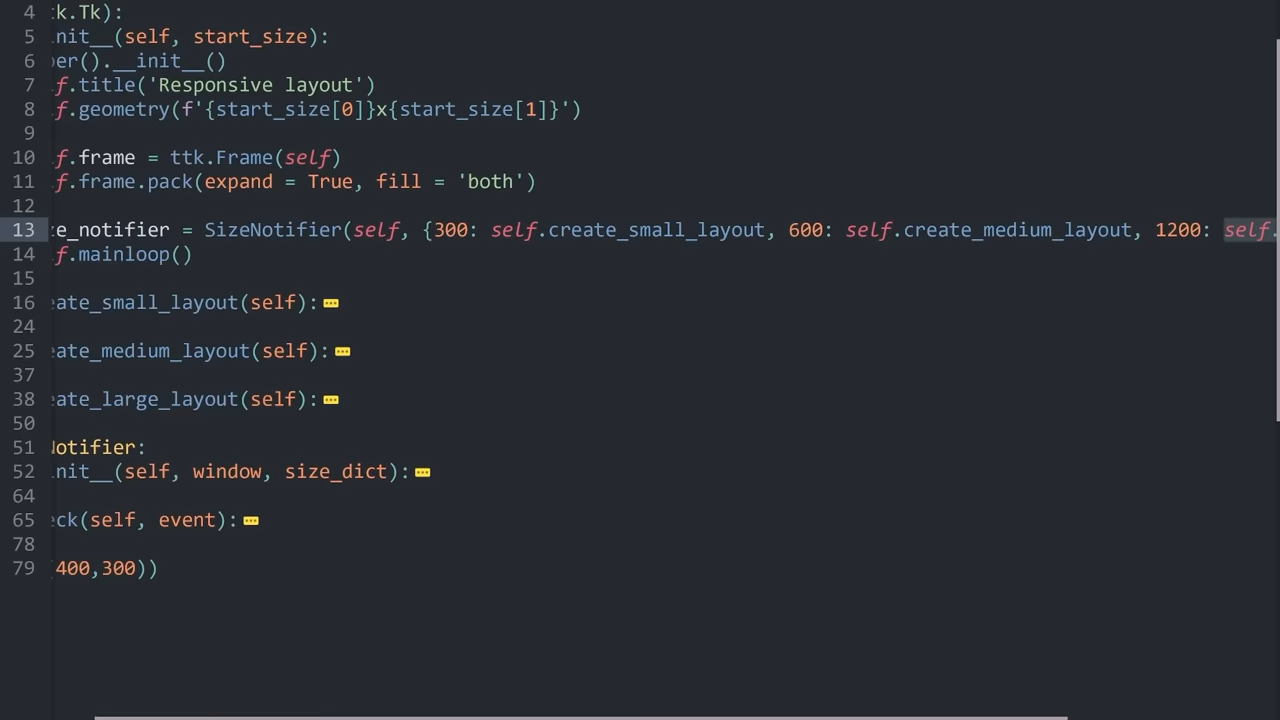 4 k.Tk):
5 nit__(self, start_size):
6 per().__init__()
7 f.title('Responsive layout')
8 f.geometry(f'{start_size[0]}x{start_size[1]}')
9
10 f.frame = ttk.Frame(self)
11 f.frame.pack(expand = True, fill = 'both')
12
13 ze_notifier = SizeNotifier(self, {300: self.create_small_layout, 600: self.create_medium_layout, 1200: self.
14 f.mainloop()
15
16 eate_small_layout(self):
24
25 eate_medium_layout(self):
37
38 eate_large_layout(self):
50
51 Notifier:
52 nit__(self, window, size_dict):
64
65 eck(self, event):
78
79 (400,300))